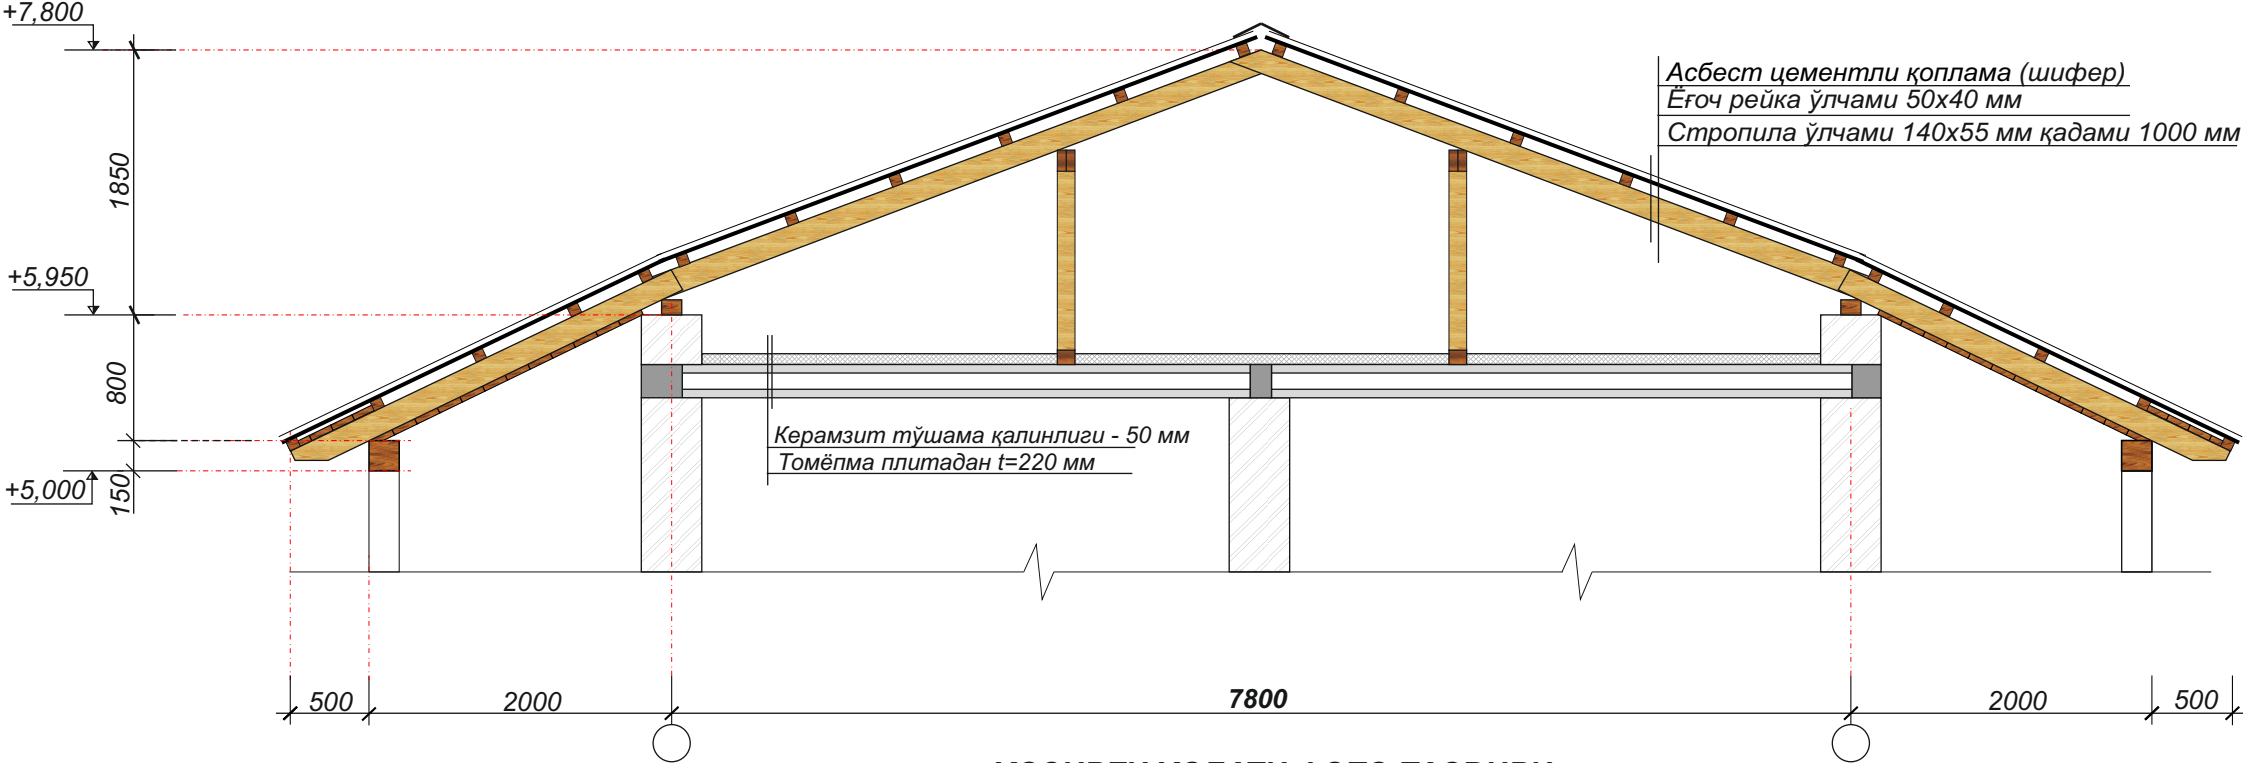 +7,800
Асбест цементли қоплама (шифер)
Ёғоч рейка ўлчами 50х40 мм
Стропила ўлчами 140х55 мм қадами 1000 мм
1850
+5,950
800
Керамзит тўшама қалинлиги - 50 мм
Томёпма плитадан t=220 мм
+5,000
150
500
2000
7800
2000
500